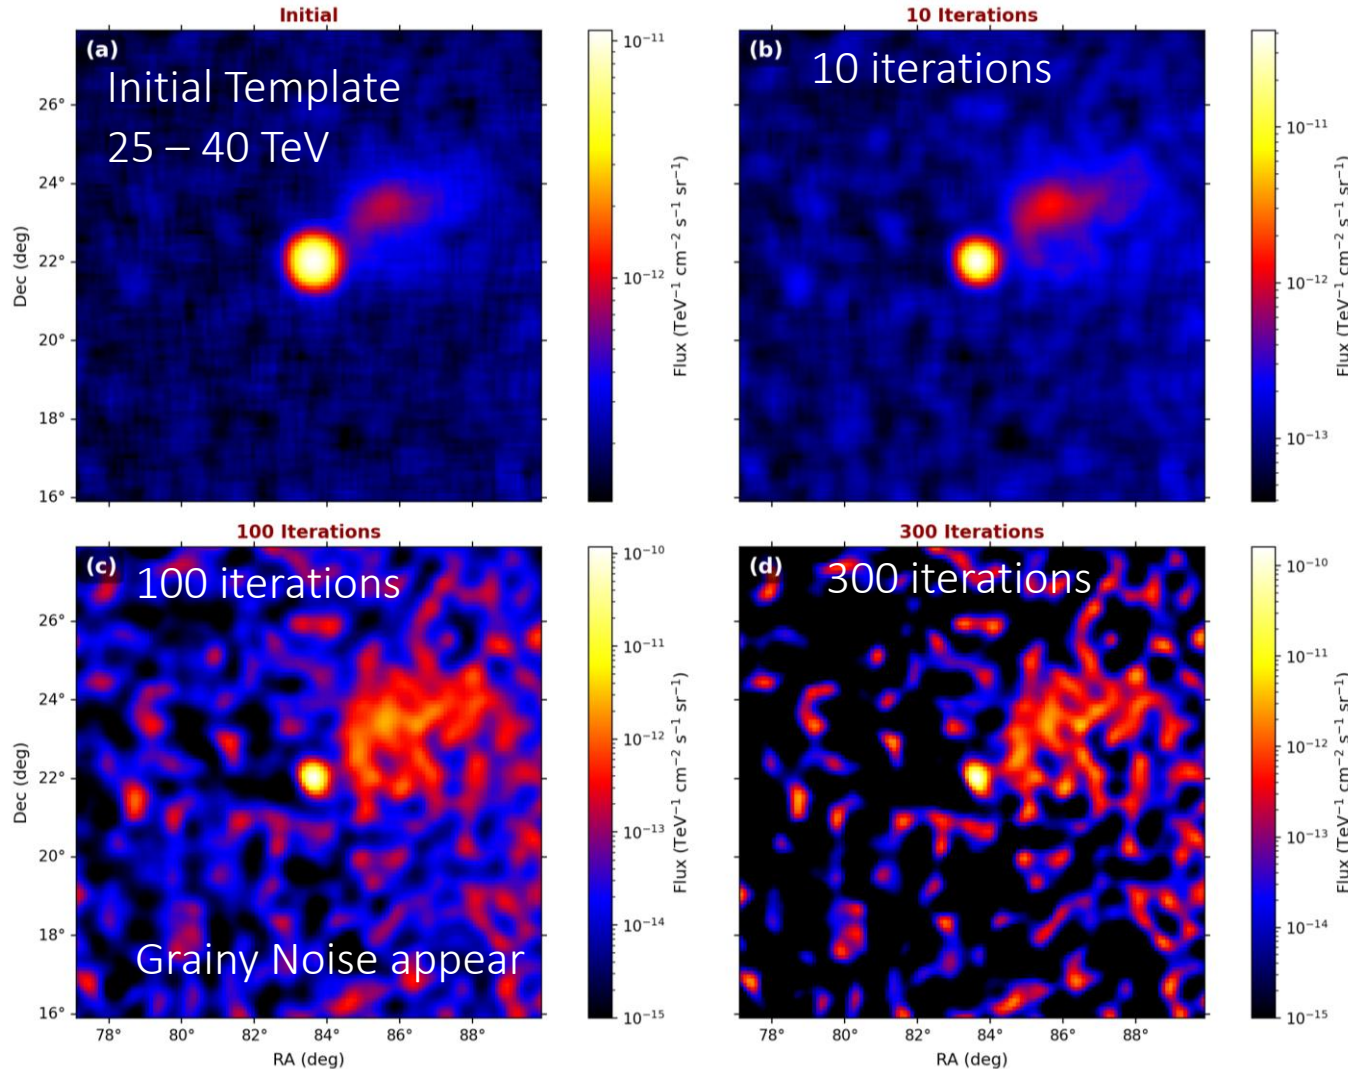 Initial
(a)
Initial Template
25 – 40 TeV
26°
24°
22°
20°
18°
16°
Dec (deg)
10⁻¹¹
10⁻¹²
Flux (TeV⁻¹ cm⁻² s⁻¹ sr⁻¹)
10 Iterations
(b)
10 iterations
10⁻¹¹
10⁻¹²
10⁻¹³
Flux (TeV⁻¹ cm⁻² s⁻¹ sr⁻¹)
100 Iterations
(c)
100 iterations
Grainy Noise appear
26°
24°
22°
20°
18°
16°
Dec (deg)
78° 80° 82° 84° 86° 88°
RA (deg)
10⁻¹⁰
10⁻¹¹
10⁻¹²
10⁻¹³
10⁻¹⁴
10⁻¹⁵
Flux (TeV⁻¹ cm⁻² s⁻¹ sr⁻¹)
300 Iterations
(d)
300 iterations
78° 80° 82° 84° 86° 88°
RA (deg)
10⁻¹⁰
10⁻¹¹
10⁻¹²
10⁻¹³
10⁻¹⁴
10⁻¹⁵
Flux (TeV⁻¹ cm⁻² s⁻¹ sr⁻¹)